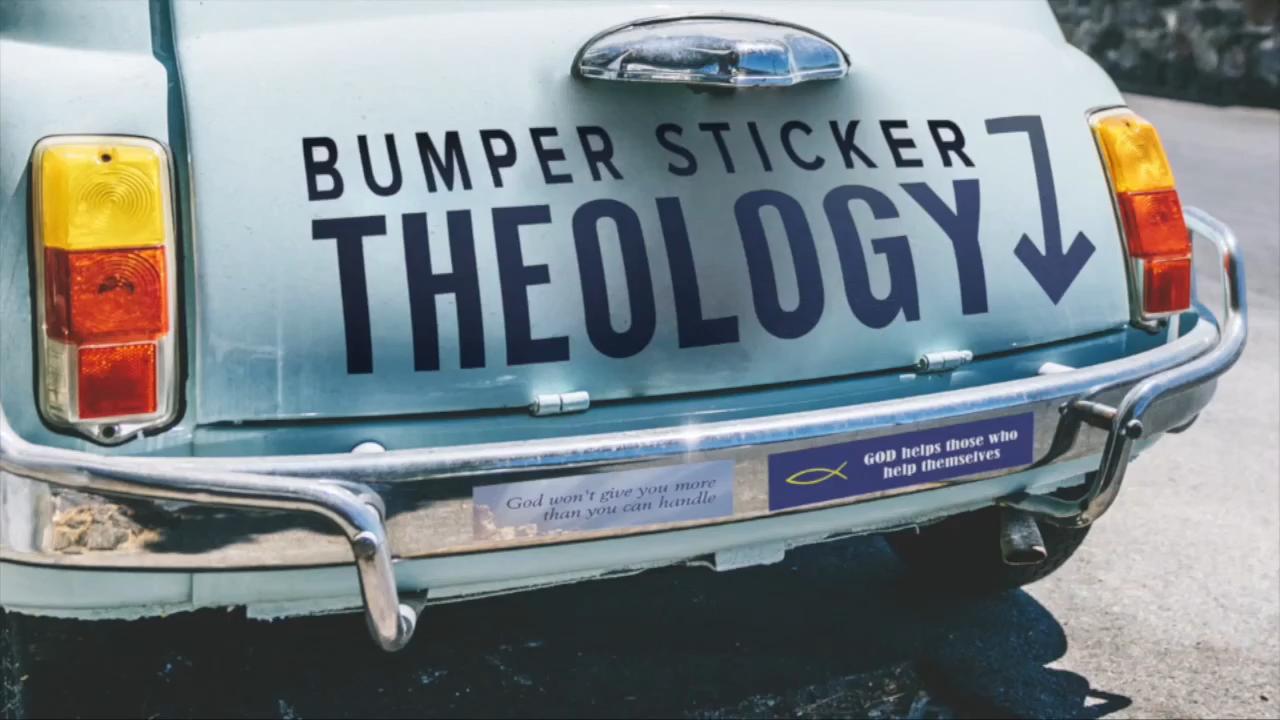 BUMPER STICKER
THEOLOGY
God won't give you more
than you can handle
GOD helps those who
help themselves